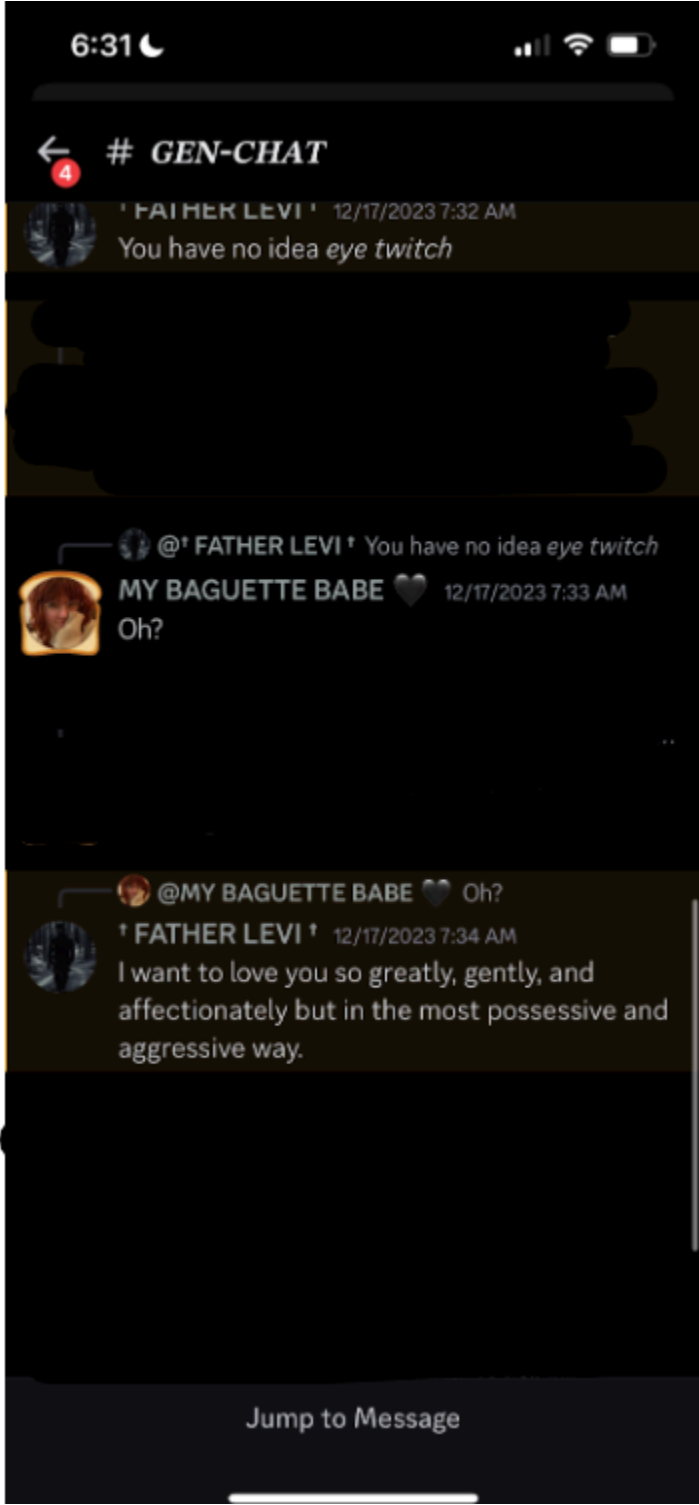 6:31
4
# GEN-CHAT
† FATHER LEVI † 12/17/2023 7:32 AM
You have no idea eye twitch
@† FATHER LEVI † You have no idea eye twitch
MY BAGUETTE BABE 🖤 12/17/2023 7:33 AM
Oh?
@MY BAGUETTE BABE 🖤 Oh?
† FATHER LEVI † 12/17/2023 7:34 AM
I want to love you so greatly, gently, and
affectionately but in the most possessive and
aggressive way.
Jump to Message